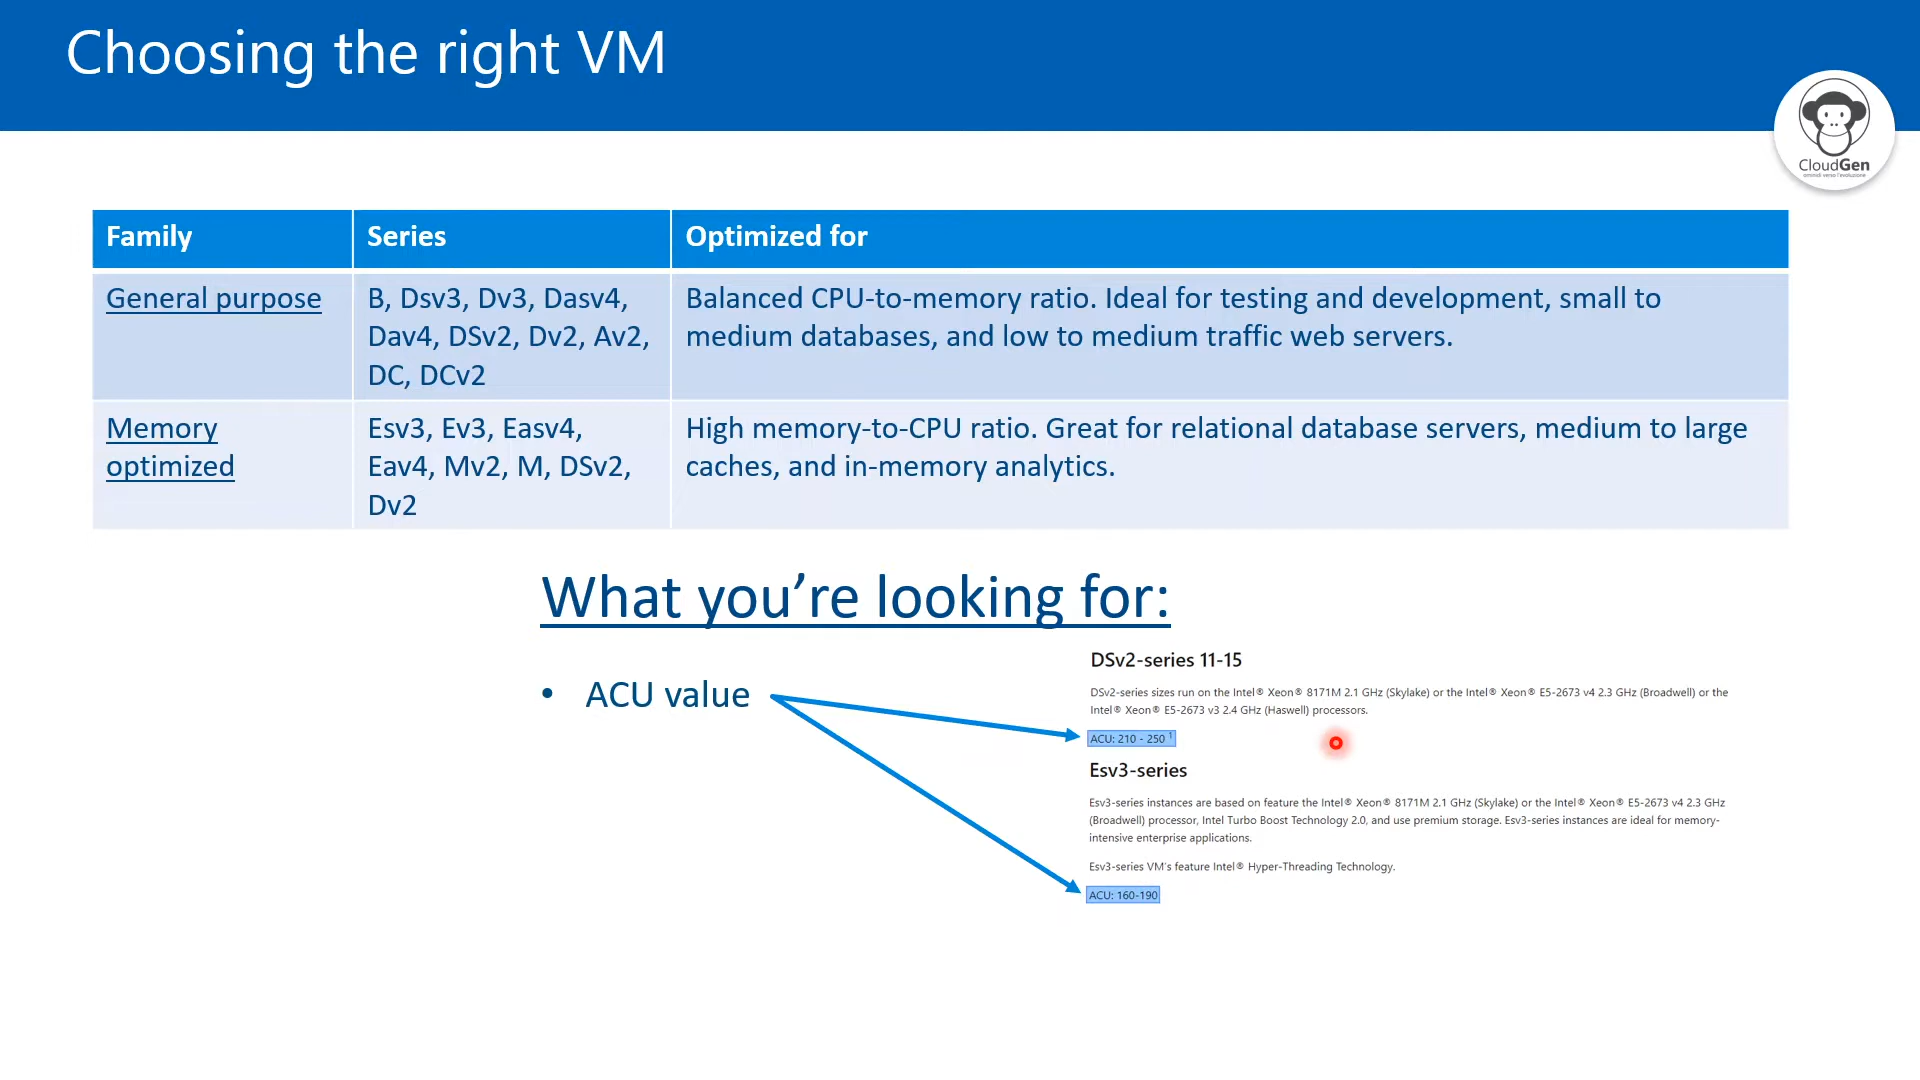 Choosing the right VM
CloudGen
ominidi verso l'evoluzione
Family
Series
Optimized for
General purpose
B, Dsv3, Dv3, Dasv4,
Dav4, DSv2, Dv2, Av2,
DC, DCv2
Balanced CPU-to-memory ratio. Ideal for testing and development, small to
medium databases, and low to medium traffic web servers.
Memory
optimized
Esv3, Ev3, Easv4,
Eav4, Mv2, M, DSv2,
Dv2
High memory-to-CPU ratio. Great for relational database servers, medium to large
caches, and in-memory analytics.
What you’re looking for:
• ACU value
DSv2-series 11-15
DSv2-series sizes run on the Intel® Xeon® 8171M 2.1 GHz (Skylake) or the Intel® Xeon® E5-2673 v4 2.3 GHz (Broadwell) or the
Intel® Xeon® E5-2673 v3 2.4 GHz (Haswell) processors.
ACU: 210 - 250 ¹
Esv3-series
Esv3-series instances are based on feature the Intel® Xeon® 8171M 2.1 GHz (Skylake) or the Intel® Xeon® E5-2673 v4 2.3 GHz
(Broadwell) processor, Intel Turbo Boost Technology 2.0, and use premium storage. Esv3-series instances are ideal for memory-
intensive enterprise applications.
Esv3-series VM's feature Intel® Hyper-Threading Technology.
ACU: 160-190